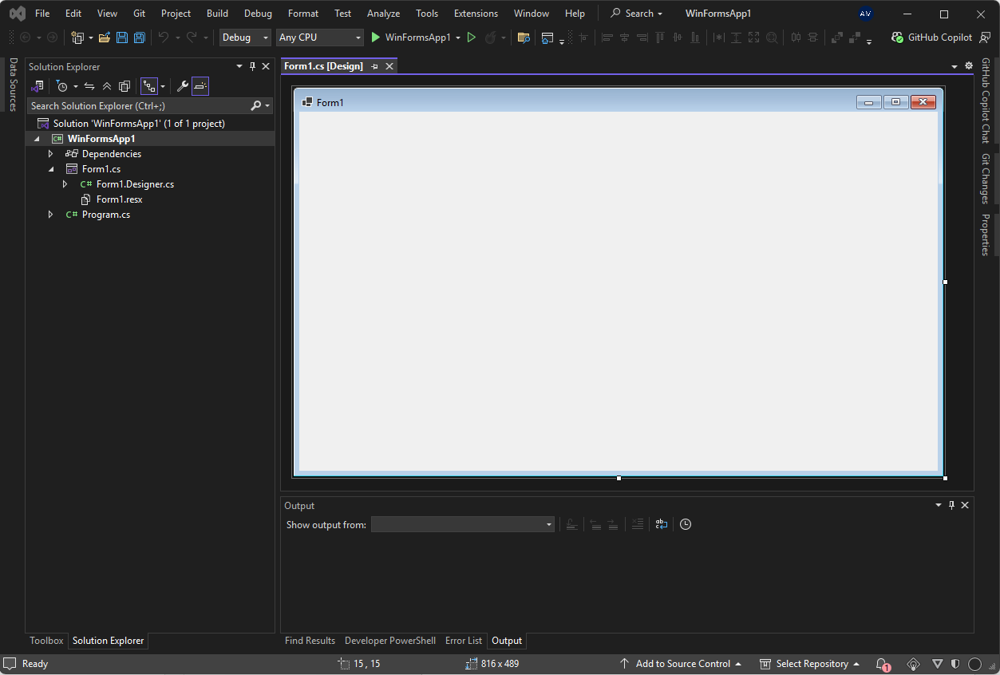 File Edit View Git Project Build Debug Format Test Analyze Tools Extensions Window Help Search WinFormsApp1 AM
Debug Any CPU WinFormsApp1 GitHub Copilot
Data Sources
Solution Explorer
Search Solution Explorer (Ctrl+;)
Solution 'WinFormsApp1' (1 of 1 project)
C# WinFormsApp1
Dependencies
Form1.cs
C# Form1.Designer.cs
Form1.resx
C# Program.cs
Toolbox Solution Explorer
Form1.cs [Design]
Form1
Output
Show output from:
ab
Find Results Developer PowerShell Error List Output
GitHub Copilot Chat
Git Changes
Properties
Ready 15 , 15 816 x 489 Add to Source Control Select Repository 1